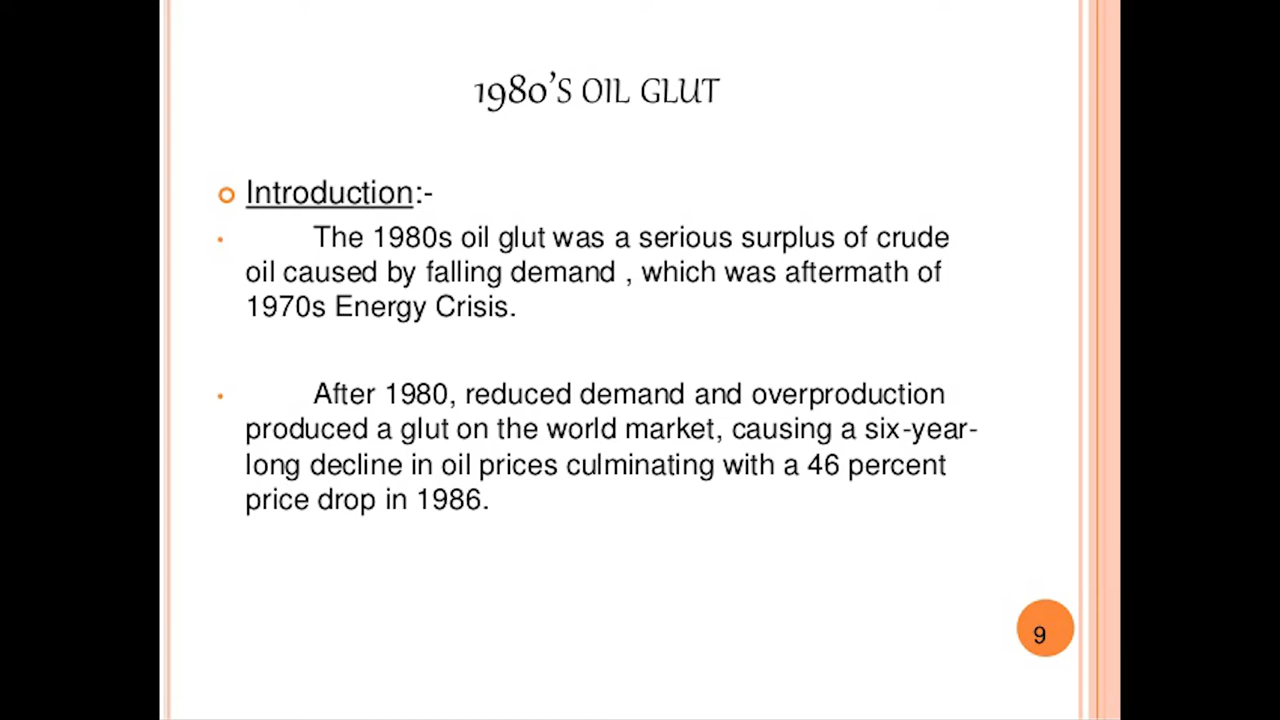 1980’S OIL GLUT
Introduction:-
The 1980s oil glut was a serious surplus of crude
oil caused by falling demand , which was aftermath of
1970s Energy Crisis.
After 1980, reduced demand and overproduction
produced a glut on the world market, causing a six-year-
long decline in oil prices culminating with a 46 percent
price drop in 1986.
9